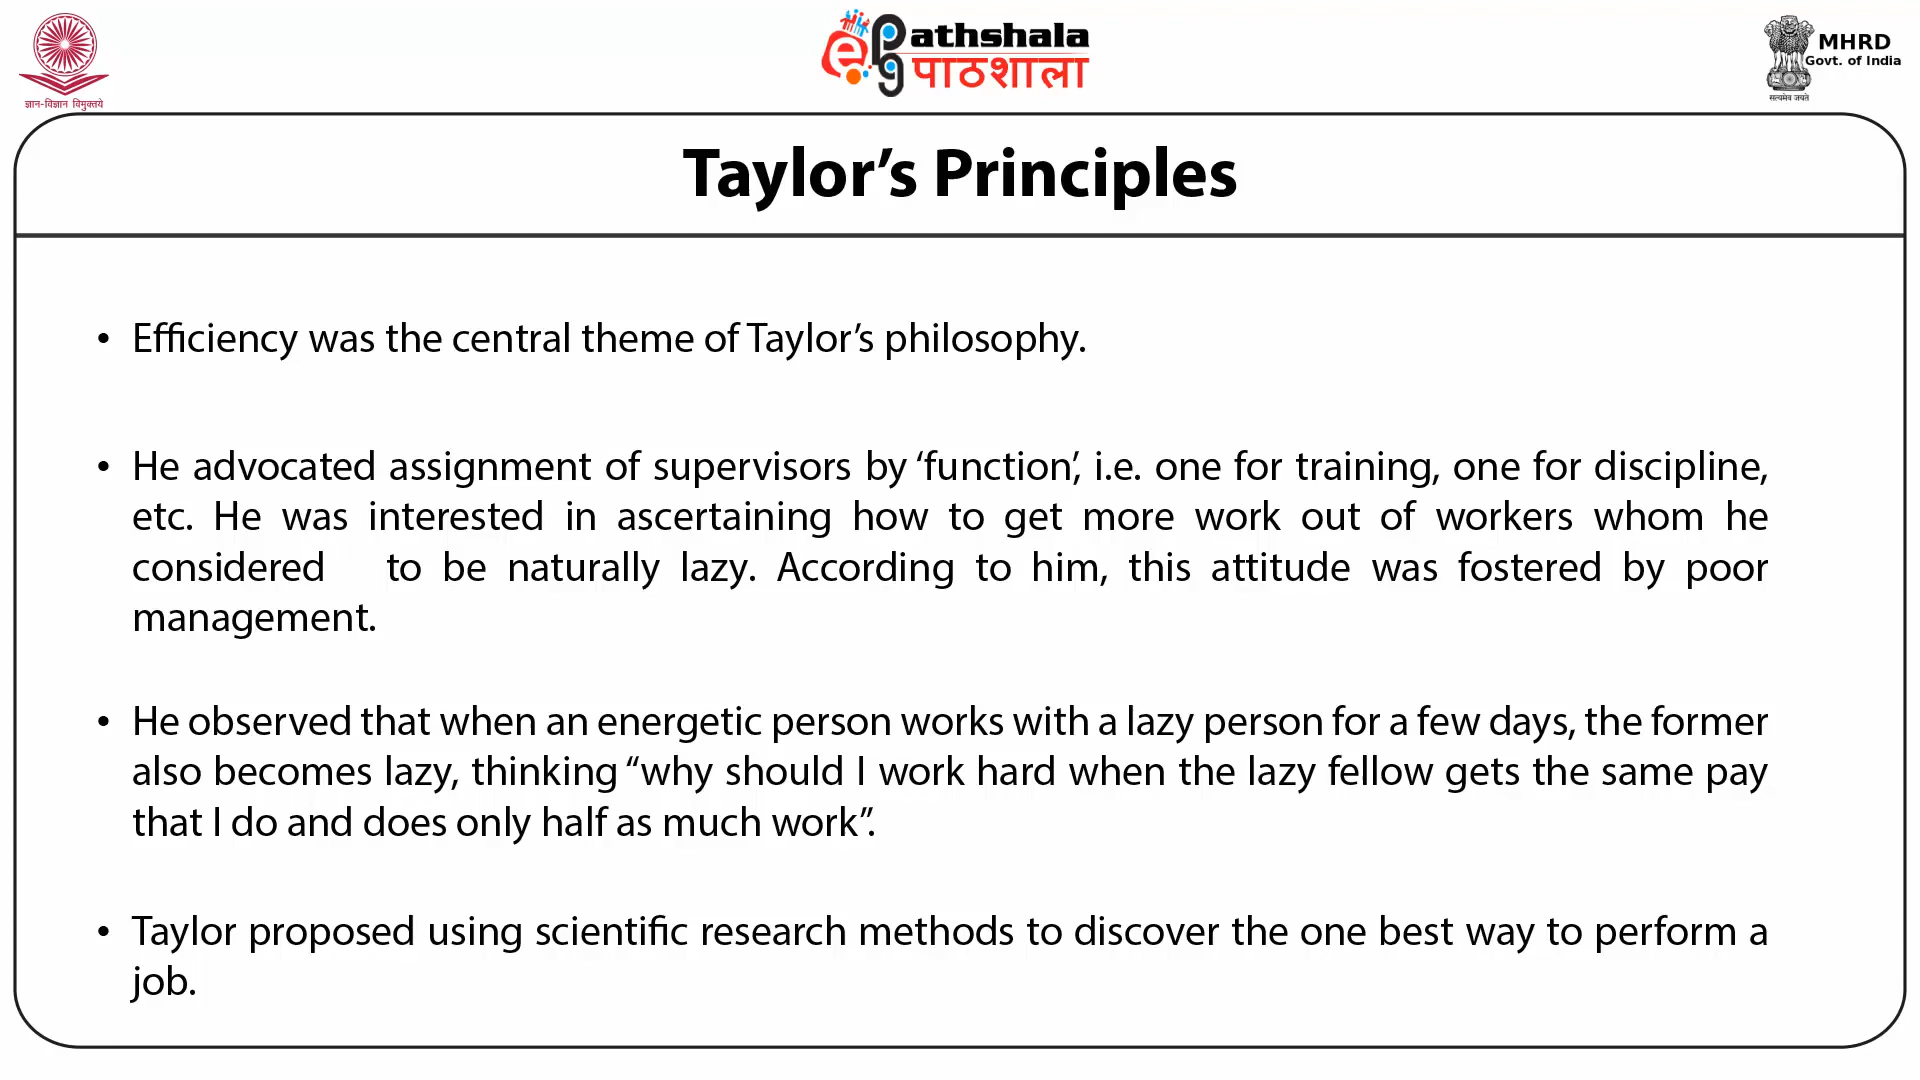 ज्ञान-विज्ञान विमुक्तये
ePathshala
पाठशाला
MHRD
Govt. of India
सत्यमेव जयते
Taylor’s Principles
• Efficiency was the central theme of Taylor’s philosophy.
• He advocated assignment of supervisors by ‘function’, i.e. one for training, one for discipline,
etc. He was interested in ascertaining how to get more work out of workers whom he
considered to be naturally lazy. According to him, this attitude was fostered by poor
management.
• He observed that when an energetic person works with a lazy person for a few days, the former
also becomes lazy, thinking “why should I work hard when the lazy fellow gets the same pay
that I do and does only half as much work”.
• Taylor proposed using scientific research methods to discover the one best way to perform a
job.